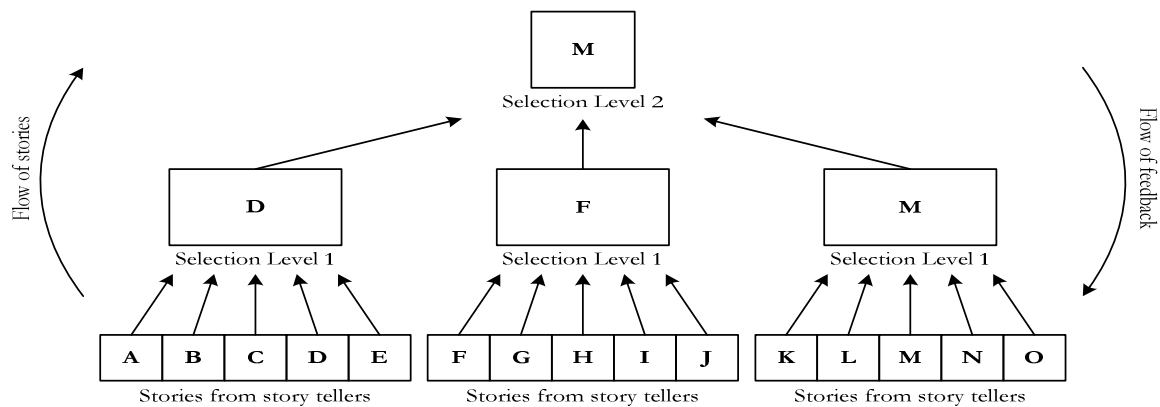 M
Selection Level 2
Flow of stories
Flow of feedback
D
F
M
Selection Level 1
Selection Level 1
Selection Level 1
A B C D E
F G H I J
K L M N O
Stories from story tellers
Stories from story tellers
Stories from story tellers